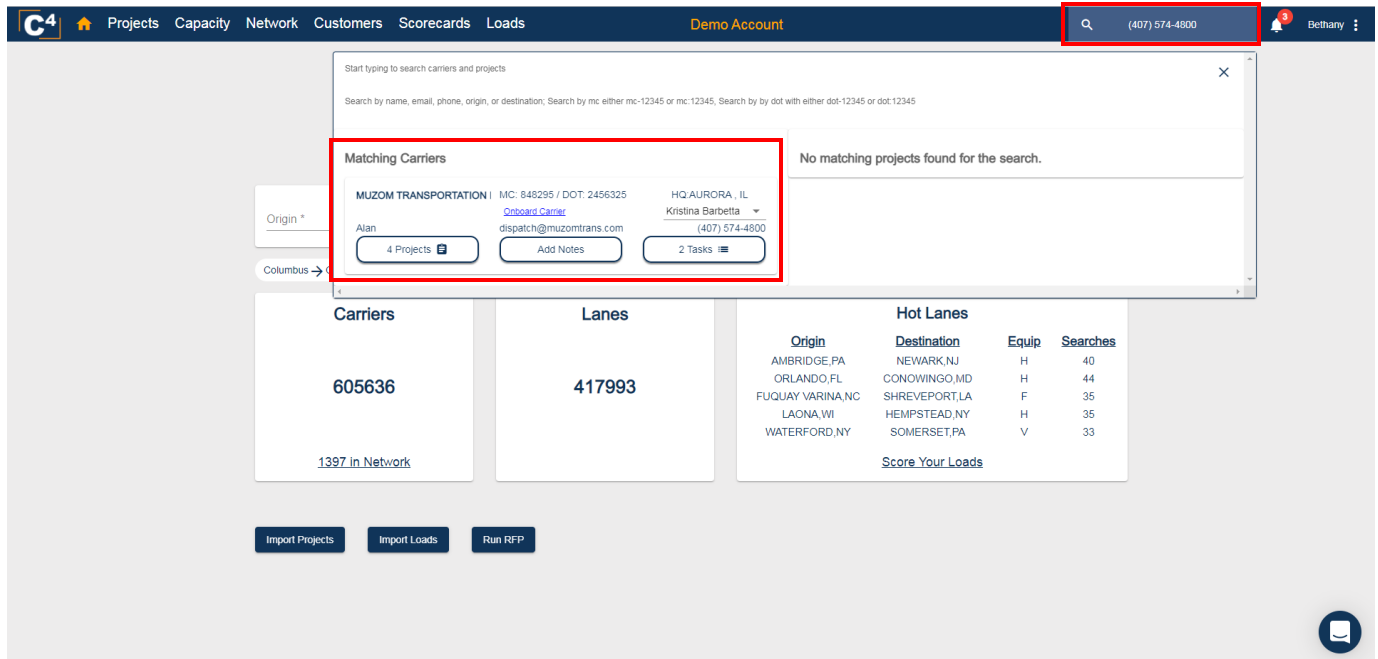 C4 Projects Capacity Network Customers Scorecards Loads Demo Account (407) 574-4800 3 Bethany
Start typing to search carriers and projects
Search by name, email, phone, origin, or destination; Search by mc either mc-12345 or mc:12345, Search by by dot with either dot-12345 or dot:12345
Matching Carriers
No matching projects found for the search.
MUZOM TRANSPORTATION MC: 848295 / DOT: 2456325 HQ:AURORA , IL
Onboard Carrier Kristina Barbetta
Alan dispatch@muzomtrans.com (407) 574-4800
4 Projects Add Notes 2 Tasks
Origin *
Columbus →
Carriers
605636
1397 in Network
Lanes
417993
Hot Lanes
Origin Destination Equip Searches
AMBRIDGE,PA NEWARK,NJ H 40
ORLANDO,FL CONOWINGO,MD H 44
FUQUAY VARINA,NC SHREVEPORT,LA F 35
LAONA,WI HEMPSTEAD,NY H 35
WATERFORD,NY SOMERSET,PA V 33
Score Your Loads
Import Projects Import Loads Run RFP